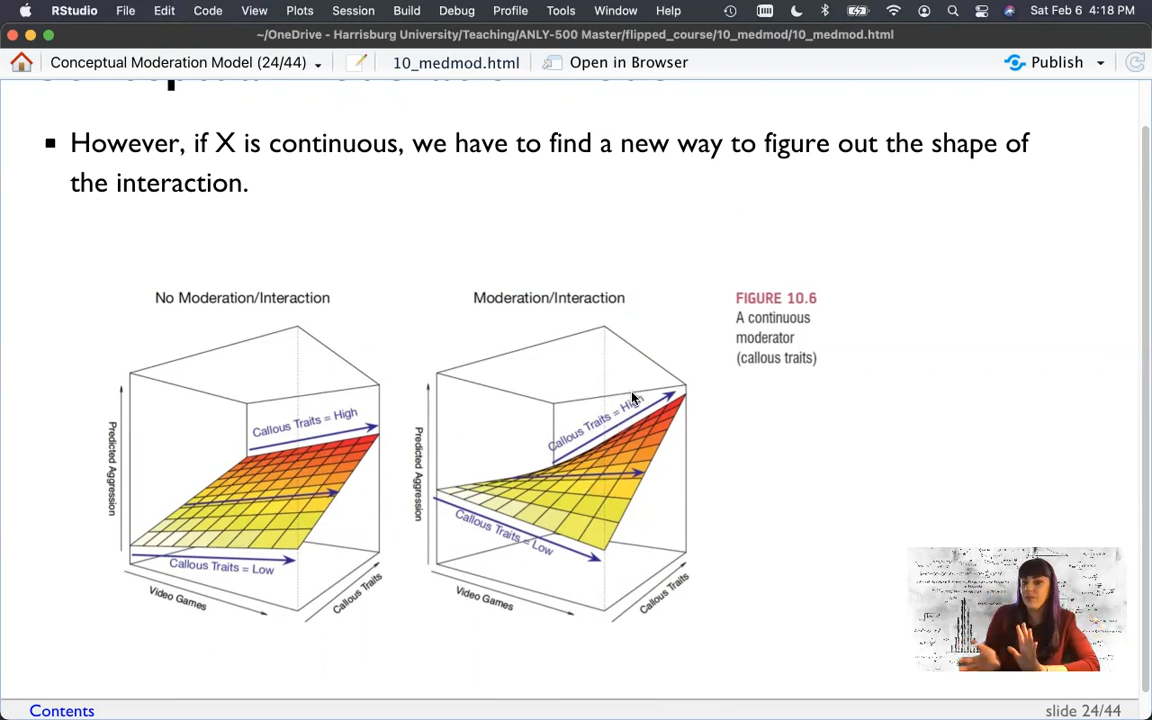 RStudio File Edit Code View Plots Session Build Debug Profile Tools Window Help Sat Feb 6 4:18 PM
~/OneDrive - Harrisburg University/Teaching/ANLY-500 Master/flipped_course/10_medmod/10_medmod.html
Conceptual Moderation Model (24/44) 10_medmod.html Open in Browser Publish
However, if X is continuous, we have to find a new way to figure out the shape of
the interaction.
No Moderation/Interaction
Callous Traits = High
Predicted Aggression
Callous Traits = Low
Video Games
Callous Traits
Moderation/Interaction
Callous Traits = High
Predicted Aggression
Callous Traits = Low
Video Games
Callous Traits
FIGURE 10.6
A continuous
moderator
(callous traits)
Contents
slide 24/44